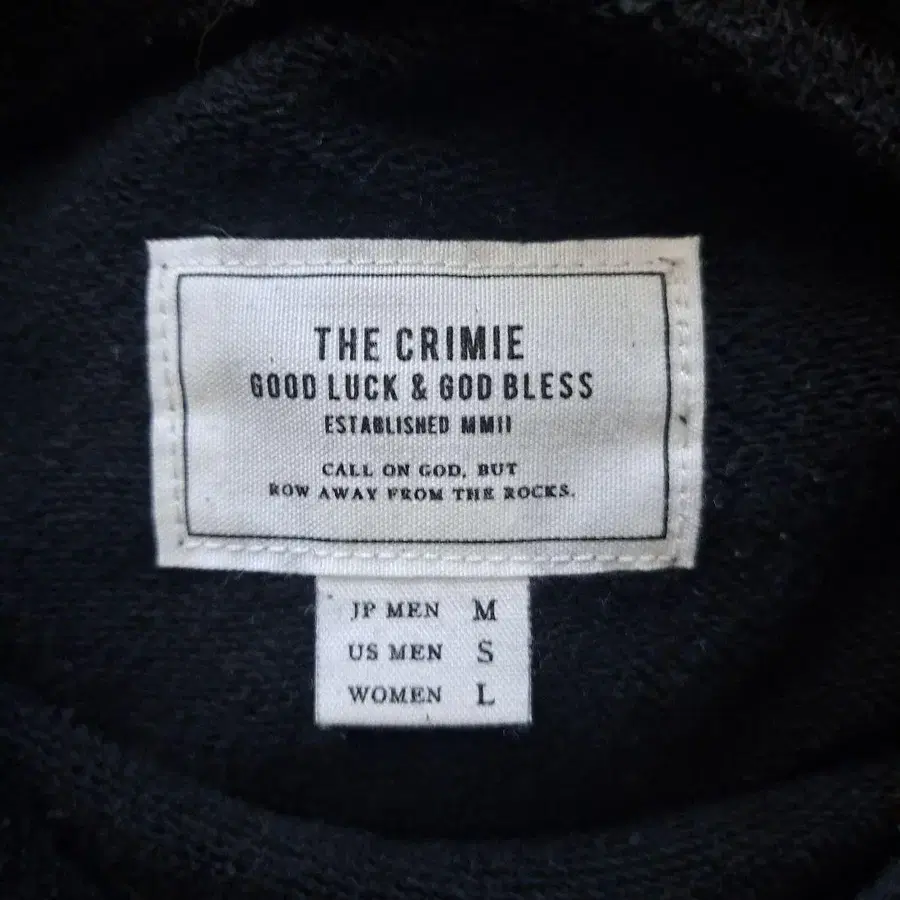 THE CRIMIE
GOOD LUCK & GOD BLESS
ESTABLISHED MMII
CALL ON GOD, BUT
ROW AWAY FROM THE ROCKS.
JP MEN M
US MEN S
WOMEN L